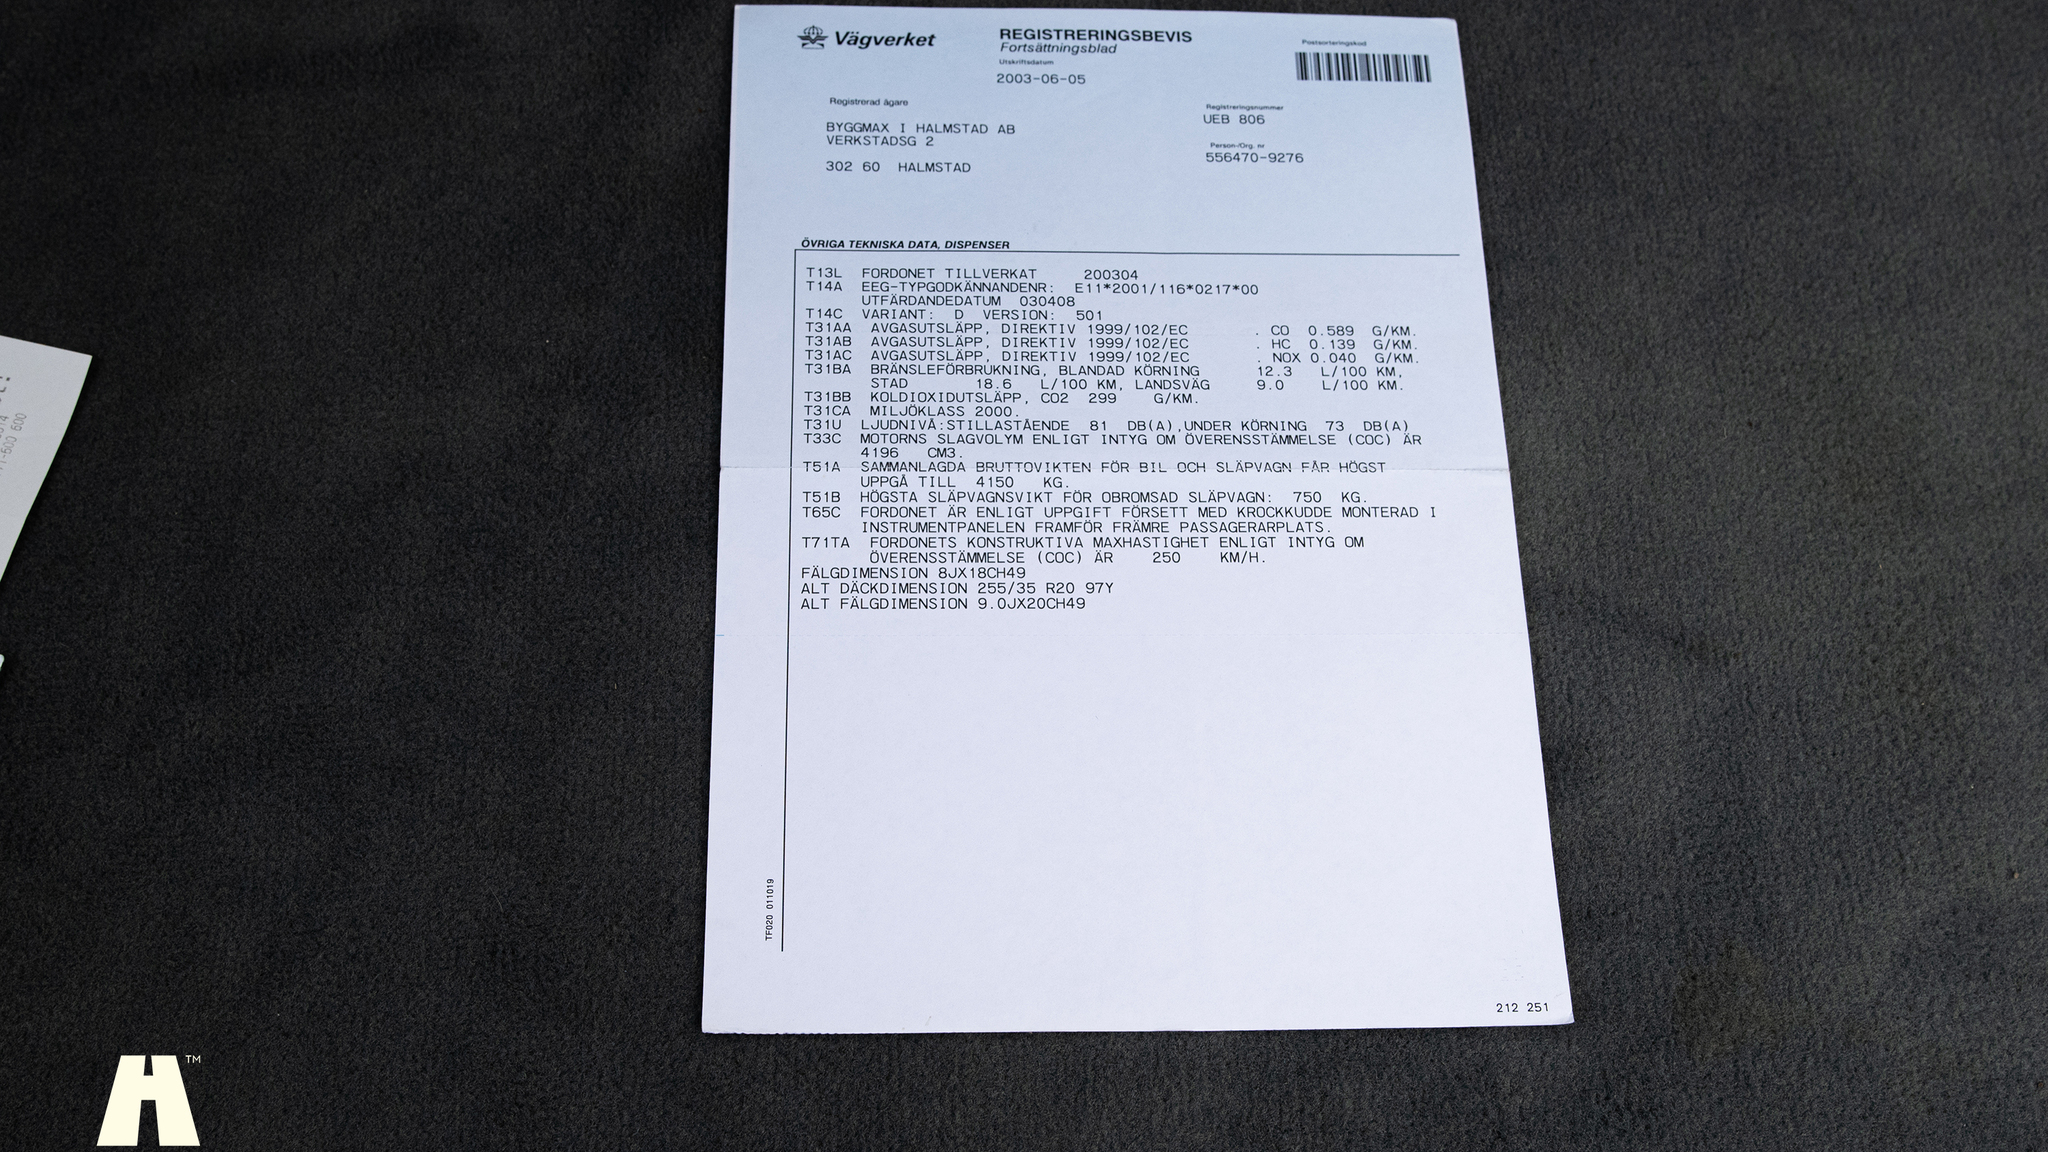 Vägverket
REGISTRERINGSBEVIS
Fortsättningsblad
Utskriftsdatum
2003-06-05
Postsorteringskod
Registrerad ägare
BYGGMAX I HALMSTAD AB
VERKSTADSG 2
302 60 HALMSTAD
Registreringsnummer
UEB 806
Person-/Org. nr
556470-9276
ÖVRIGA TEKNISKA DATA, DISPENSER
T13L FORDONET TILLVERKAT 200304
T14A EEG-TYPGODKÄNNANDENR: E11*2001/116*0217*00
UTFÄRDANDEDATUM 030408
T14C VARIANT: D VERSION: 501
T31AA AVGASUTSLÄPP, DIREKTIV 1999/102/EC . CO 0.589 G/KM.
T31AB AVGASUTSLÄPP, DIREKTIV 1999/102/EC . HC 0.139 G/KM.
T31AC AVGASUTSLÄPP, DIREKTIV 1999/102/EC . NOX 0.040 G/KM.
T31BA BRÄNSLEFÖRBRUKNING, BLANDAD KÖRNING 12.3 L/100 KM,
STAD 18.6 L/100 KM, LANDSVÄG 9.0 L/100 KM.
T31BB KOLDIOXIDUTSLÄPP, CO2 299 G/KM.
T31CA MILJÖKLASS 2000.
T31U LJUDNIVÅ:STILLASTÅENDE 81 DB(A),UNDER KÖRNING 73 DB(A)
T33C MOTORNS SLAGVOLYM ENLIGT INTYG OM ÖVERENSSTÄMMELSE (COC) ÄR
4196 CM3.
T51A SAMMANLAGDA BRUTTOVIKTEN FÖR BIL OCH SLÄPVAGN FÅR HÖGST
UPPGÅ TILL 4150 KG.
T51B HÖGSTA SLÄPVAGNSVIKT FÖR OBROMSAD SLÄPVAGN: 750 KG.
T65C FORDONET ÄR ENLIGT UPPGIFT FÖRSETT MED KROCKKUDDE MONTERAD I
INSTRUMENTPANELEN FRAMFÖR FRÄMRE PASSAGERARPLATS.
T71TA FORDONETS KONSTRUKTIVA MAXHASTIGHET ENLIGT INTYG OM
ÖVERENSSTÄMMELSE (COC) ÄR 250 KM/H.
FÄLGDIMENSION 8JX18CH49
ALT DÄCKDIMENSION 255/35 R20 97Y
ALT FÄLGDIMENSION 9.0JX20CH49
TF020 011019
212 251
H™